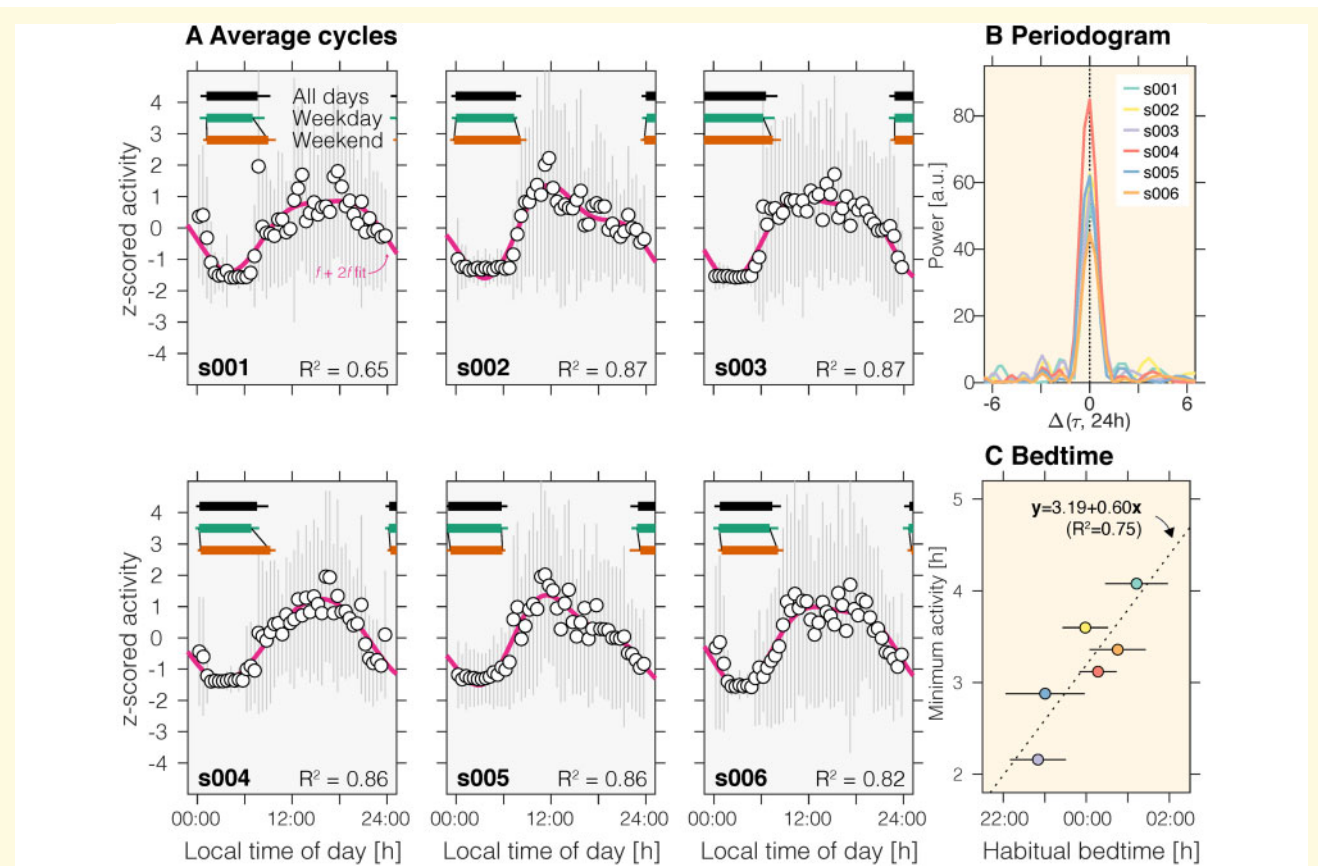 A Average cycles
All days
Weekday
Weekend
z-scored activity
4
3
2
1
0
-1
-2
-3
-4
f + 2f fit
s001
R² = 0.65
s002
R² = 0.87
s003
R² = 0.87
B Periodogram
s001
s002
s003
s004
s005
s006
Power [a.u.]
80
60
40
20
0
-6
0
6
Δ(τ, 24h)
z-scored activity
4
3
2
1
0
-1
-2
-3
-4
s004
R² = 0.86
s005
R² = 0.86
s006
R² = 0.82
00:00
12:00
24:00
00:00
12:00
24:00
00:00
12:00
24:00
Local time of day [h]
Local time of day [h]
Local time of day [h]
C Bedtime
y=3.19+0.60x
(R²=0.75)
Minimum activity [h]
5
4
3
2
22:00
00:00
02:00
Habitual bedtime [h]